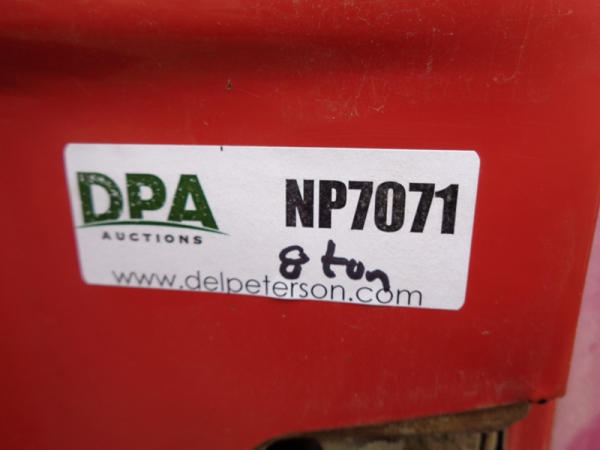 DPA NP7071
AUCTIONS
8 ton
www.delpeterson.com